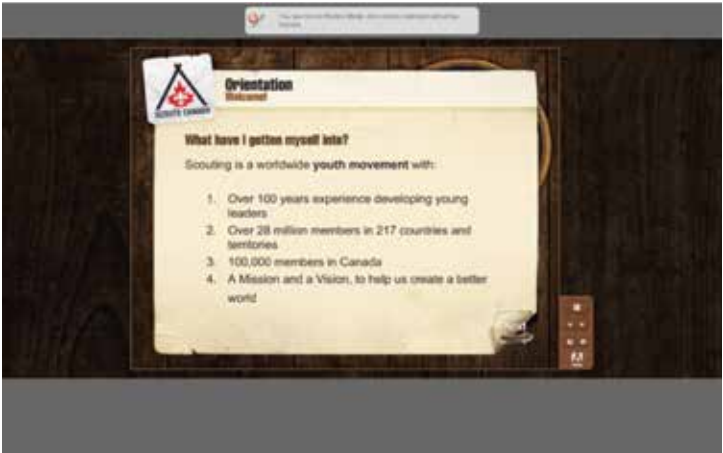 SCOUTS CANADA
Orientation
Welcome!
What have I gotten myself into?
Scouting is a worldwide youth movement with:
1. Over 100 years experience developing young
leaders
2. Over 28 million members in 217 countries and
territories
3. 100,000 members in Canada
4. A Mission and a Vision, to help us create a better
world